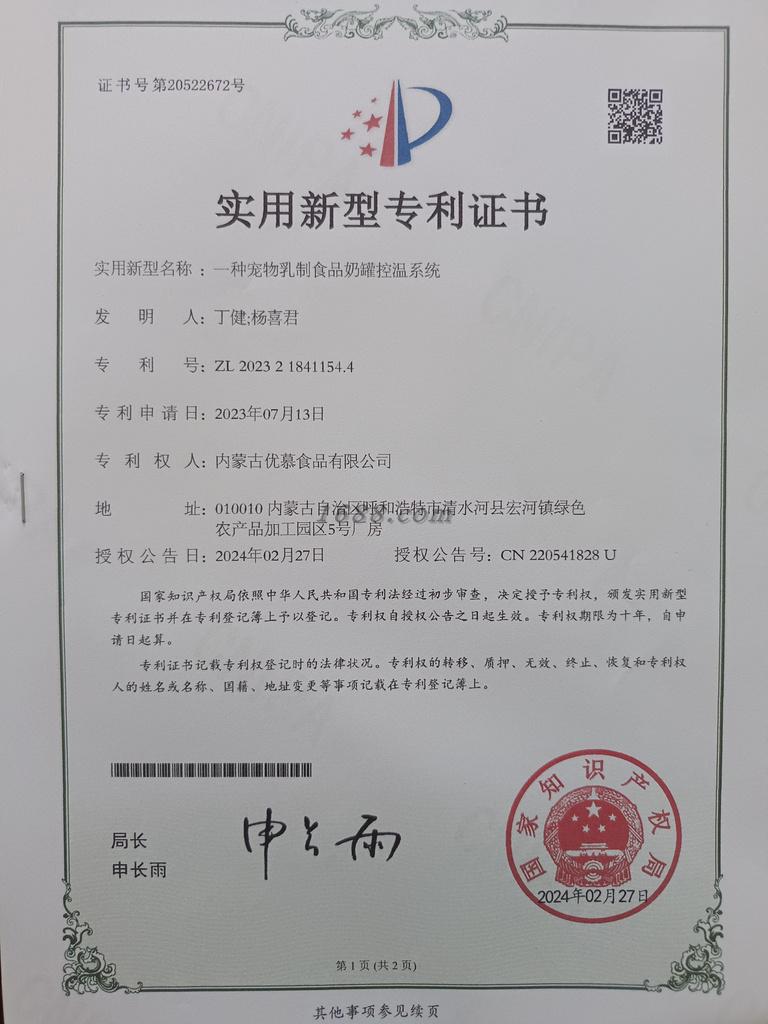 证书号第20522672号
实用新型专利证书
实用新型名称：一种宠物乳制食品奶罐控温系统
发明人：丁健;杨喜君
专利号：ZL 2023 2 1841154.4
专利申请日：2023年07月13日
专利权人：内蒙古优慕食品有限公司
地址：010010 内蒙古自治区呼和浩特市清水河县宏河镇绿色
农产品加工园区5号厂房
1688.com
授权公告日：2024年02月27日 授权公告号：CN 220541828 U
国家知识产权局依照中华人民共和国专利法经过初步审查，决定授予专利权，颁发实用新型
专利证书并在专利登记簿上予以登记。专利权自授权公告之日起生效。专利权期限为十年，自申
请日起算。
专利证书记载专利权登记时的法律状况。专利权的转移、质押、无效、终止、恢复和专利权
人的姓名或名称、国籍、地址变更等事项记载在专利登记簿上。
局长
申长雨
申长雨
国家知识产权局
2024年02月27日
第1页(共2页)
其他事项参见续页
CNIPA